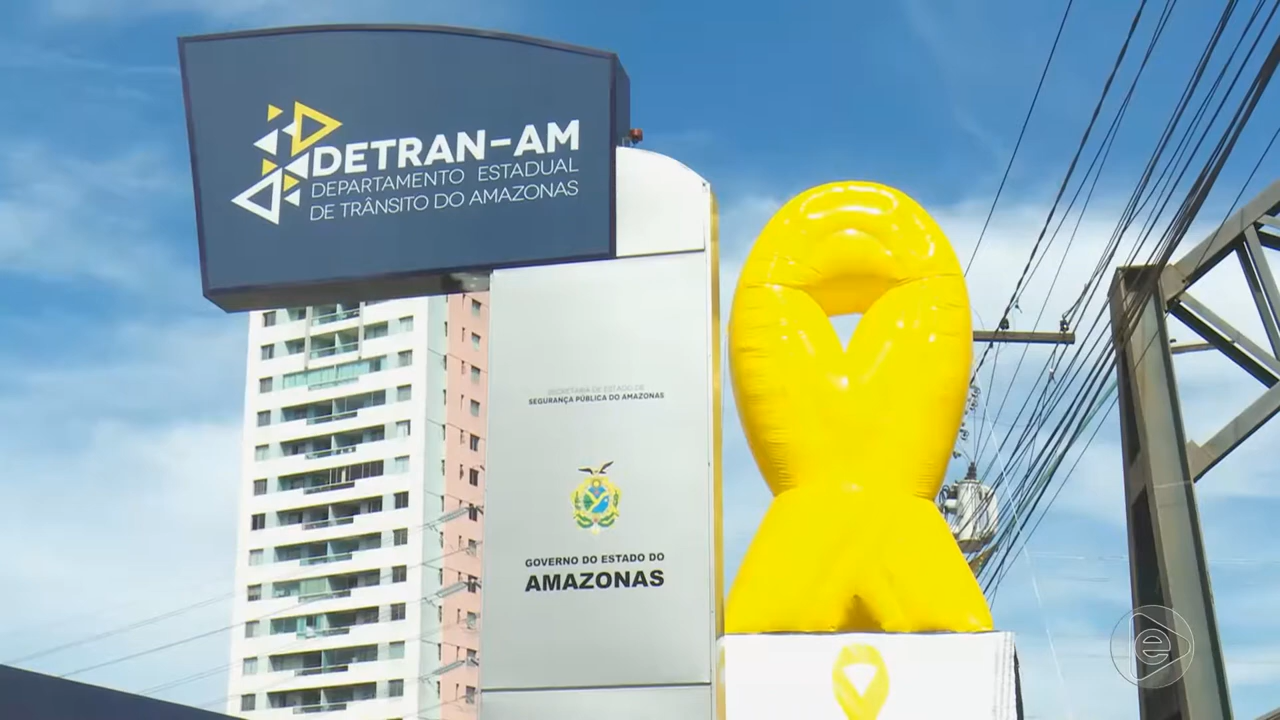 DETRAN-AM
DEPARTAMENTO ESTADUAL
DE TRÂNSITO DO AMAZONAS
SECRETARIA DE ESTADO DE
SEGURANÇA PÚBLICA DO AMAZONAS
GOVERNO DO ESTADO DO
AMAZONAS
e